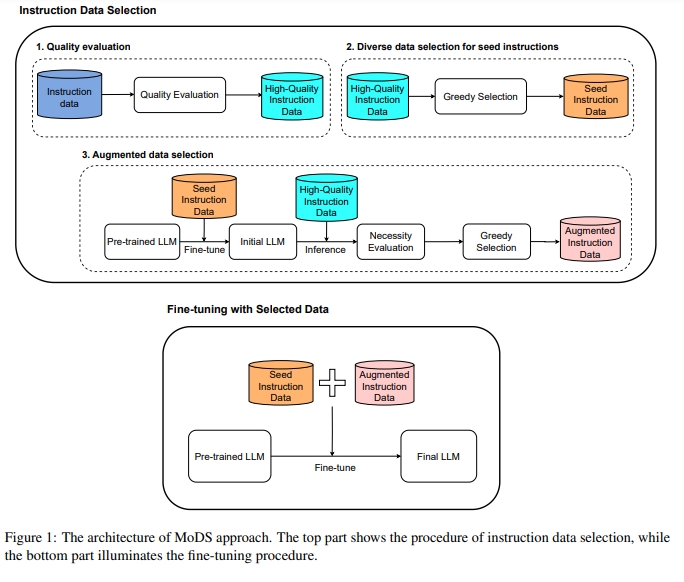 Instruction Data Selection
1. Quality evaluation
2. Diverse data selection for seed instructions
Instruction
data
Quality Evaluation
High-Quality
Instruction
Data
High-Quality
Instruction
Data
Greedy Selection
Seed
Instruction
Data
3. Augmented data selection
Seed
Instruction
Data
High-Quality
Instruction
Data
Pre-trained LLM
Fine-tune
Initial LLM
Inference
Necessity
Evaluation
Greedy
Selection
Augmented
Instruction
Data
Fine-tuning with Selected Data
Seed
Instruction
Data
Augmented
Instruction
Data
Pre-trained LLM
Fine-tune
Final LLM
Figure 1: The architecture of MoDS approach. The top part shows the procedure of instruction data selection, while
the bottom part illuminates the fine-tuning procedure.